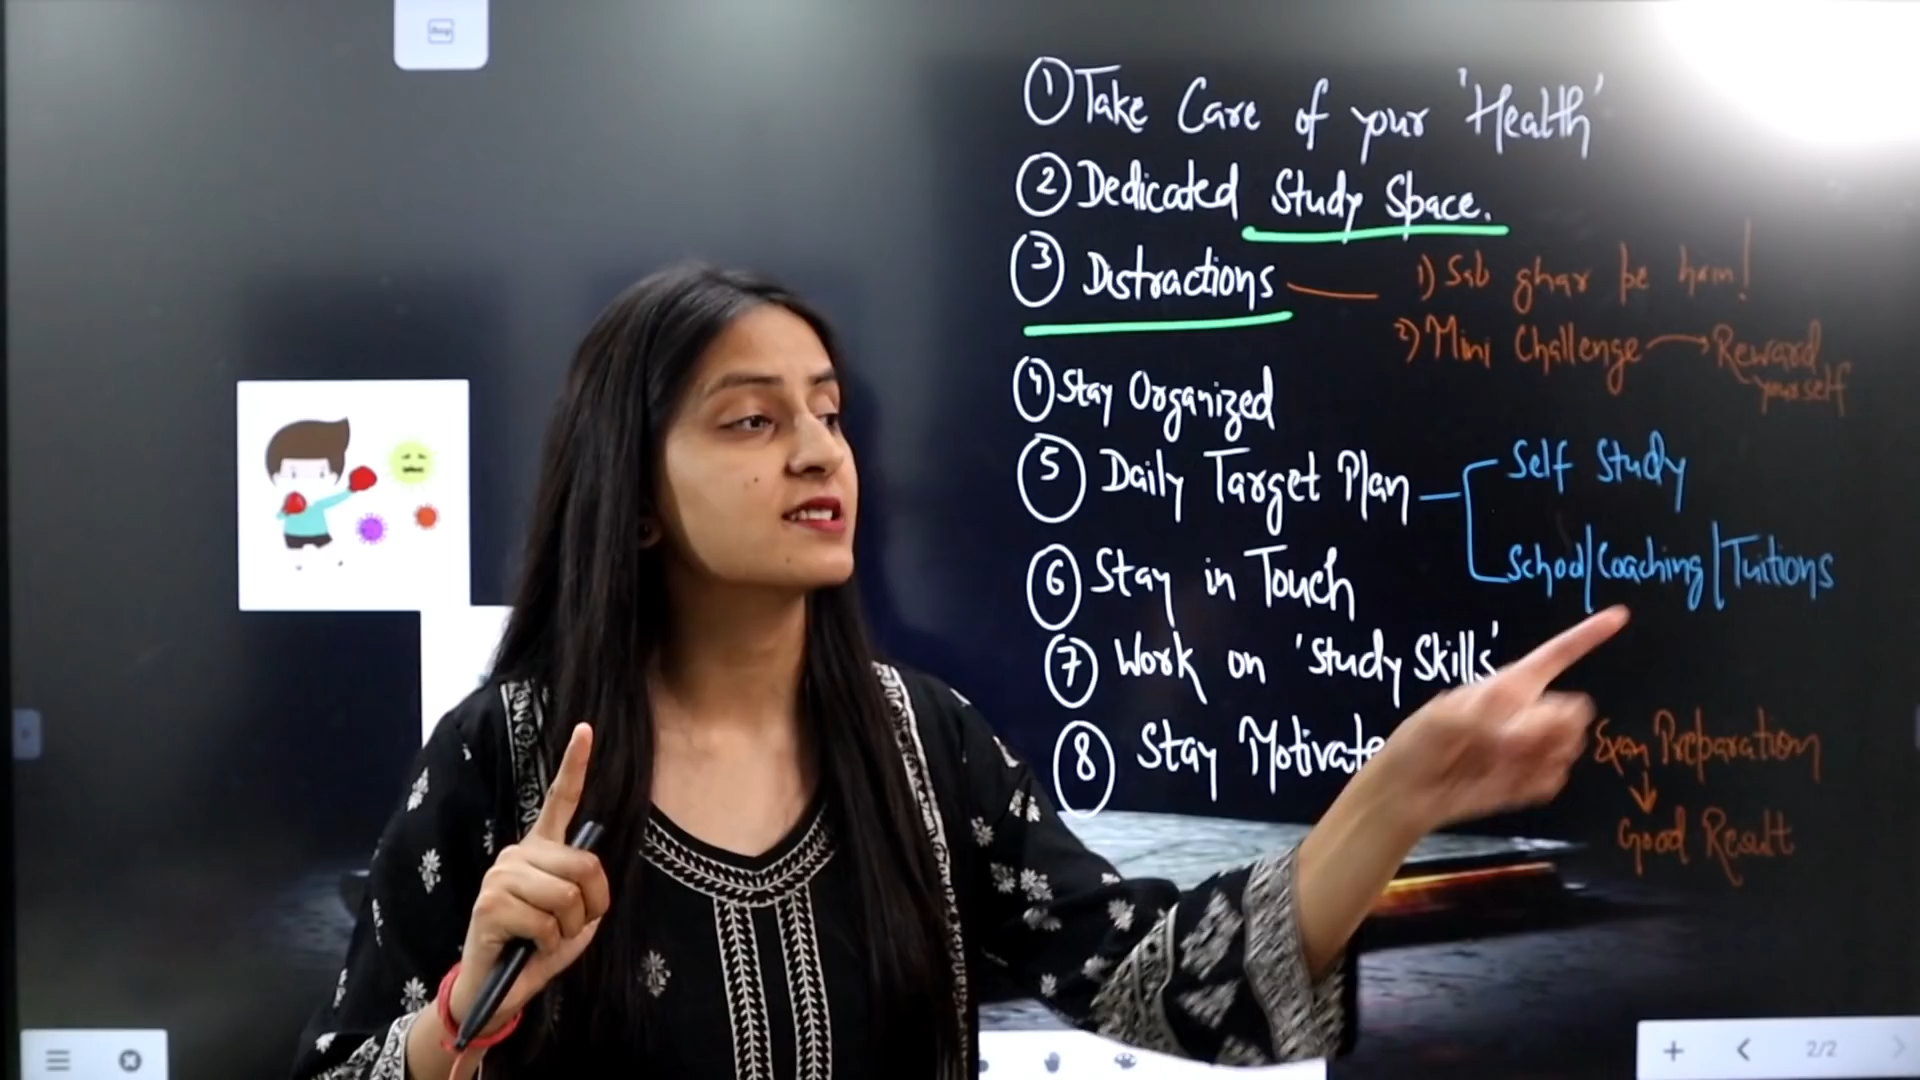 ① Take Care of your 'Health'
② Dedicated Study Space.
③ Distractions
1) Sab ghar pe hain!
2) Mini Challenge → Reward yourself
④ Stay Organized
⑤ Daily Target Plan
Self Study
School/Coaching/Tuitions
⑥ Stay in Touch
⑦ Work on 'Study Skills'
⑧ Stay Motivate
Exam Preparation
↓
Good Result
2/2